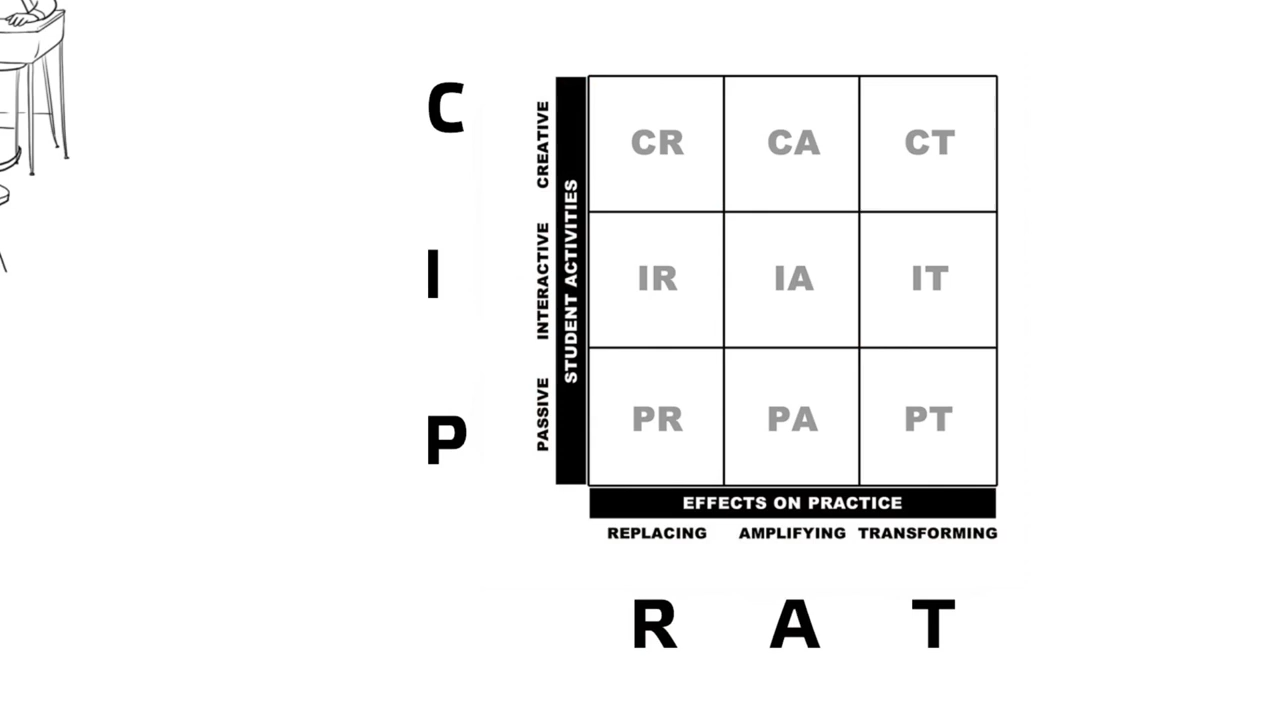 C
I
P
CREATIVE
INTERACTIVE
PASSIVE
STUDENT ACTIVITIES
CR CA CT
IR IA IT
PR PA PT
EFFECTS ON PRACTICE
REPLACING AMPLIFYING TRANSFORMING
R A T